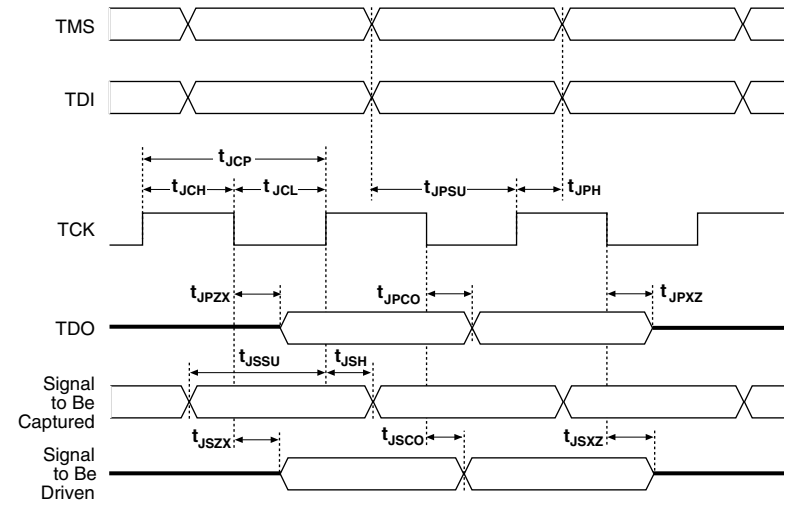 TMS
TDI
tJCP
tJCH
tJCL
tJPSU
tJPH
TCK
tJPZX
tJPCO
tJPXZ
TDO
tJSSU
tJSH
Signal
to Be
Captured
tJSZX
tJSCO
tJSXZ
Signal
to Be
Driven